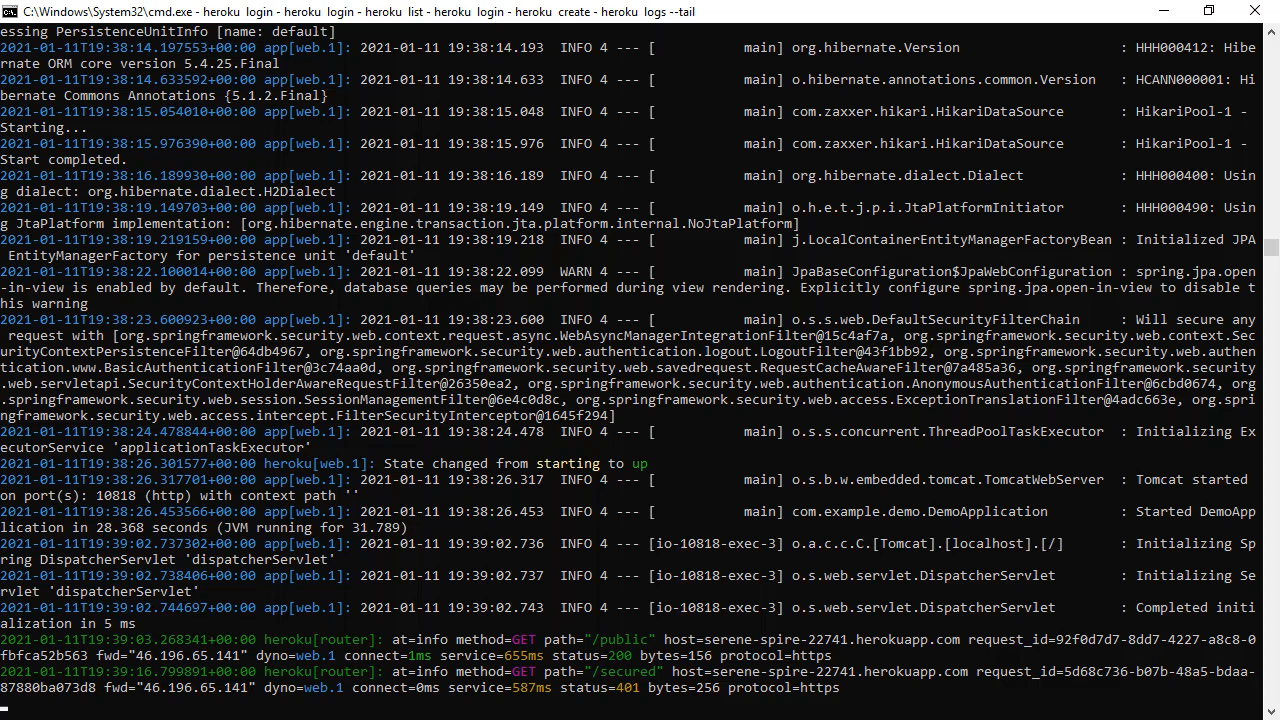 C:\Windows\System32\cmd.exe - heroku  login - heroku  login - heroku  list - heroku  login - heroku  create - heroku  logs --tail
essing PersistenceUnitInfo [name: default]
2021-01-11T19:38:14.197553+00:00 app[web.1]: 2021-01-11 19:38:14.193  INFO 4 --- [           main] org.hibernate.Version                    : HHH000412: Hibe
rnate ORM core version 5.4.25.Final
2021-01-11T19:38:14.633592+00:00 app[web.1]: 2021-01-11 19:38:14.633  INFO 4 --- [           main] o.hibernate.annotations.common.Version   : HCANN000001: Hi
bernate Commons Annotations {5.1.2.Final}
2021-01-11T19:38:15.054010+00:00 app[web.1]: 2021-01-11 19:38:15.048  INFO 4 --- [           main] com.zaxxer.hikari.HikariDataSource       : HikariPool-1 -
Starting...
2021-01-11T19:38:15.976390+00:00 app[web.1]: 2021-01-11 19:38:15.976  INFO 4 --- [           main] com.zaxxer.hikari.HikariDataSource       : HikariPool-1 -
Start completed.
2021-01-11T19:38:16.189930+00:00 app[web.1]: 2021-01-11 19:38:16.189  INFO 4 --- [           main] org.hibernate.dialect.Dialect            : HHH000400: Usin
g dialect: org.hibernate.dialect.H2Dialect
2021-01-11T19:38:19.149703+00:00 app[web.1]: 2021-01-11 19:38:19.149  INFO 4 --- [           main] o.h.e.t.j.p.i.JtaPlatformInitiator       : HHH000490: Usin
g JtaPlatform implementation: [org.hibernate.engine.transaction.jta.platform.internal.NoJtaPlatform]
2021-01-11T19:38:19.219159+00:00 app[web.1]: 2021-01-11 19:38:19.218  INFO 4 --- [           main] j.LocalContainerEntityManagerFactoryBean : Initialized JPA
 EntityManagerFactory for persistence unit 'default'
2021-01-11T19:38:22.100014+00:00 app[web.1]: 2021-01-11 19:38:22.099  WARN 4 --- [           main] JpaBaseConfiguration$JpaWebConfiguration : spring.jpa.open
-in-view is enabled by default. Therefore, database queries may be performed during view rendering. Explicitly configure spring.jpa.open-in-view to disable t
his warning
2021-01-11T19:38:23.600923+00:00 app[web.1]: 2021-01-11 19:38:23.600  INFO 4 --- [           main] o.s.s.web.DefaultSecurityFilterChain     : Will secure any
 request with [org.springframework.security.web.context.request.async.WebAsyncManagerIntegrationFilter@15c4af7a, org.springframework.security.web.context.Sec
urityContextPersistenceFilter@64db4967, org.springframework.security.web.authentication.logout.LogoutFilter@43f1bb92, org.springframework.security.web.authen
tication.www.BasicAuthenticationFilter@3c74aa0d, org.springframework.security.web.savedrequest.RequestCacheAwareFilter@7a485a36, org.springframework.security
.web.servletapi.SecurityContextHolderAwareRequestFilter@26350ea2, org.springframework.security.web.authentication.AnonymousAuthenticationFilter@6cbd0674, org
.springframework.security.web.session.SessionManagementFilter@6e4c0d8c, org.springframework.security.web.access.ExceptionTranslationFilter@4adc663e, org.spri
ngframework.security.web.access.intercept.FilterSecurityInterceptor@1645f294]
2021-01-11T19:38:24.478844+00:00 app[web.1]: 2021-01-11 19:38:24.478  INFO 4 --- [           main] o.s.s.concurrent.ThreadPoolTaskExecutor  : Initializing Ex
ecutorService 'applicationTaskExecutor'
2021-01-11T19:38:26.301577+00:00 heroku[web.1]: State changed from starting to up
2021-01-11T19:38:26.317701+00:00 app[web.1]: 2021-01-11 19:38:26.317  INFO 4 --- [           main] o.s.b.w.embedded.tomcat.TomcatWebServer  : Tomcat started
on port(s): 10818 (http) with context path ''
2021-01-11T19:38:26.453566+00:00 app[web.1]: 2021-01-11 19:38:26.453  INFO 4 --- [           main] com.example.demo.DemoApplication         : Started DemoApp
lication in 28.368 seconds (JVM running for 31.789)
2021-01-11T19:39:02.737302+00:00 app[web.1]: 2021-01-11 19:39:02.736  INFO 4 --- [io-10818-exec-3] o.a.c.c.C.[Tomcat].[localhost].[/]       : Initializing Sp
ring DispatcherServlet 'dispatcherServlet'
2021-01-11T19:39:02.738406+00:00 app[web.1]: 2021-01-11 19:39:02.737  INFO 4 --- [io-10818-exec-3] o.s.web.servlet.DispatcherServlet        : Initializing Se
rvlet 'dispatcherServlet'
2021-01-11T19:39:02.744697+00:00 app[web.1]: 2021-01-11 19:39:02.743  INFO 4 --- [io-10818-exec-3] o.s.web.servlet.DispatcherServlet        : Completed initi
alization in 5 ms
2021-01-11T19:39:03.268341+00:00 heroku[router]: at=info method=GET path="/public" host=serene-spire-22741.herokuapp.com request_id=92f0d7d7-8dd7-4227-a8c8-0
fbfca52b563 fwd="46.196.65.141" dyno=web.1 connect=1ms service=655ms status=200 bytes=156 protocol=https
2021-01-11T19:39:16.799891+00:00 heroku[router]: at=info method=GET path="/secured" host=serene-spire-22741.herokuapp.com request_id=5d68c736-b07b-48a5-bdaa-
87880ba073d8 fwd="46.196.65.141" dyno=web.1 connect=0ms service=587ms status=401 bytes=256 protocol=https